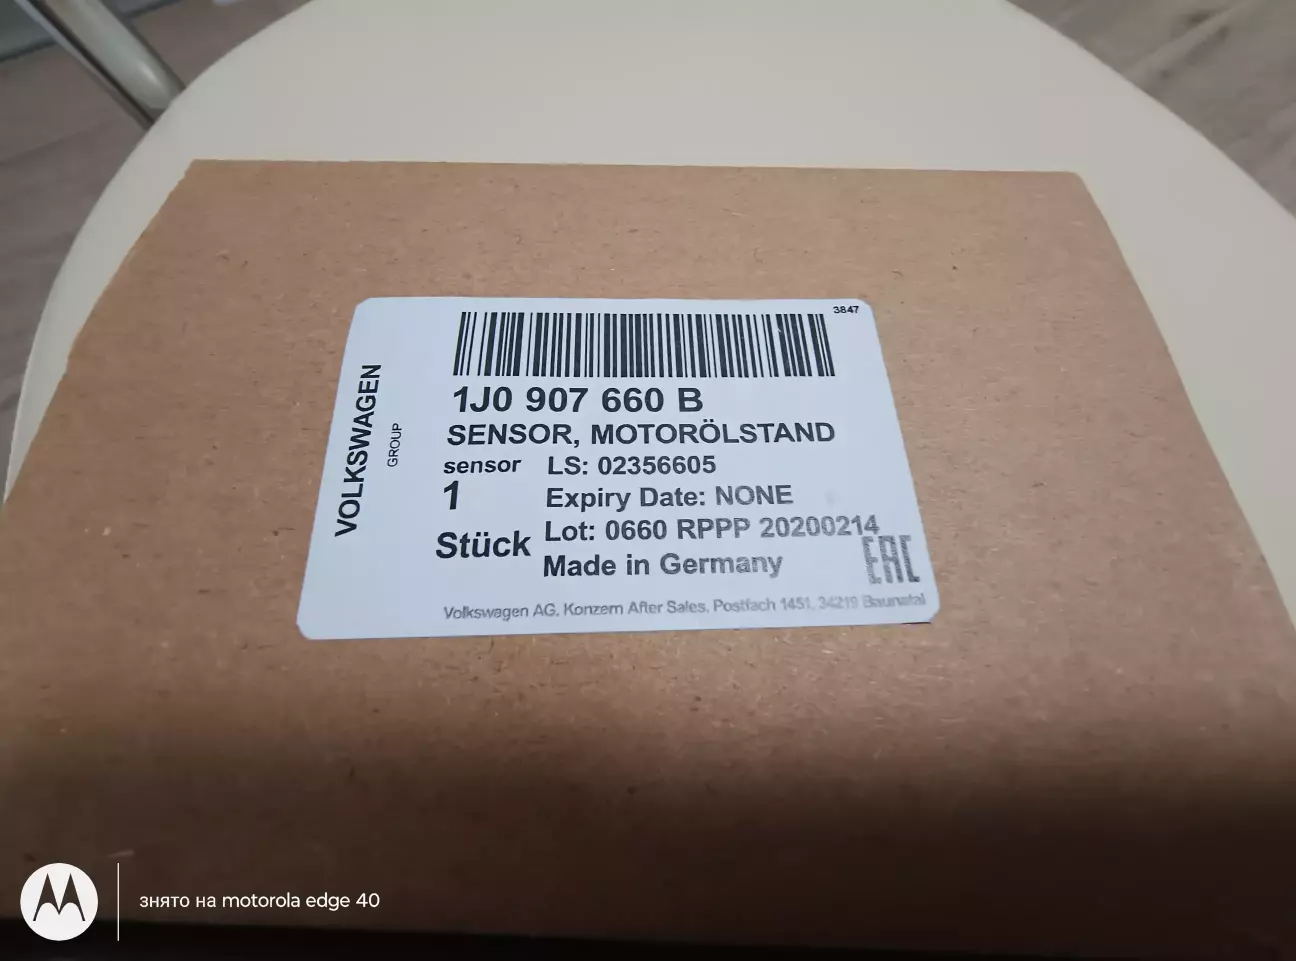 3847
VOLKSWAGEN
GROUP
1J0 907 660 B
SENSOR, MOTORÖLSTAND
sensor LS: 02356605
1 Expiry Date: NONE
Stück Lot: 0660 RPPP 20200214
Made in Germany
EAC
Volkswagen AG, Konzern After Sales, Postfach 1451, 34219 Baunatal
знято на motorola edge 40